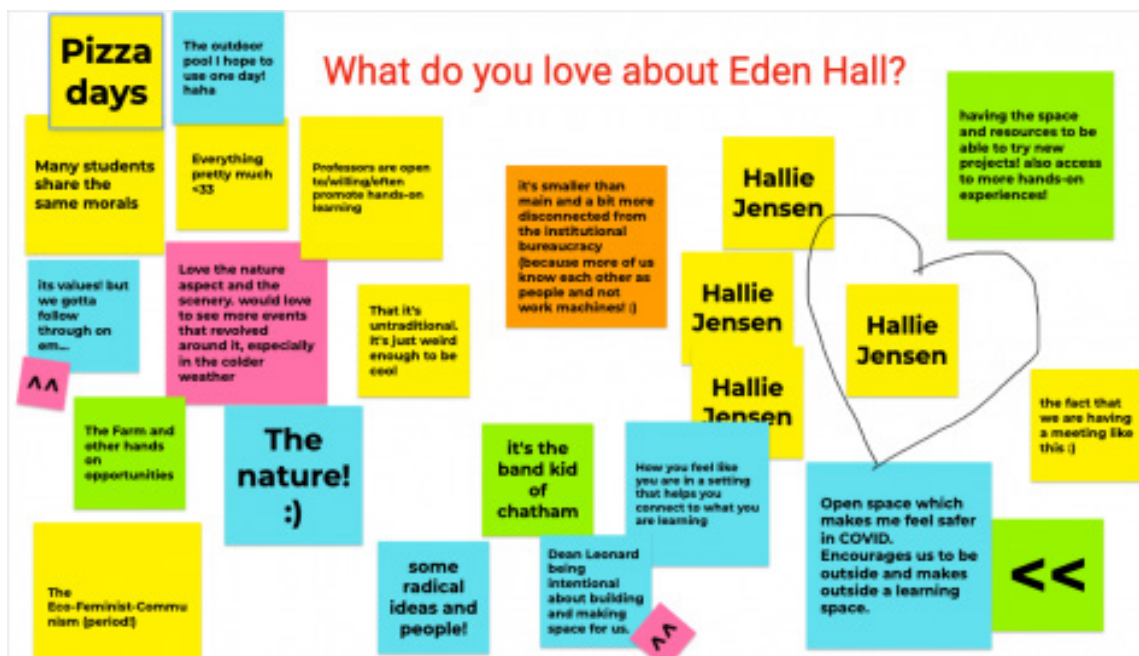 What do you love about Eden Hall?
Pizza
days
The outdoor
pool I hope to
use one day!
haha
Many students
share the
same morals
Everything
pretty much
<33
Professors are open
to/willing/often
promote hands-on
learning
it's smaller than
main and a bit more
disconnected from
the institutional
bureaucracy
(because more of us
know each other as
people and not
work machines! :)
Hallie
Jensen
having the space
and resources to be
able to try new
projects! also access
to more hands-on
experiences!
its values! but
we gotta
follow
through on
em...
^^
Love the nature
aspect and the
scenery. would love
to see more events
that revolved
around it, especially
in the colder
weather
That it's
untraditional.
It's just weird
enough to be
cool
Hallie
Jensen
Hallie
Jensen
Hallie
Jensen
the fact that
we are having
a meeting like
this :)
The Farm and
other hands
on
opportunities
The
nature!
:)
it's the
band kid
of
chatham
How you feel like
you are in a setting
that helps you
connect to what you
are learning
Open space which
makes me feel safer
in COVID.
Encourages us to be
outside and makes
outside a learning
space.
<<
The
Eco-Feminist-Commu
nism (period!)
some
radical
ideas and
people!
Dean Leonard
being
intentional
about building
and making
space for us.
^^